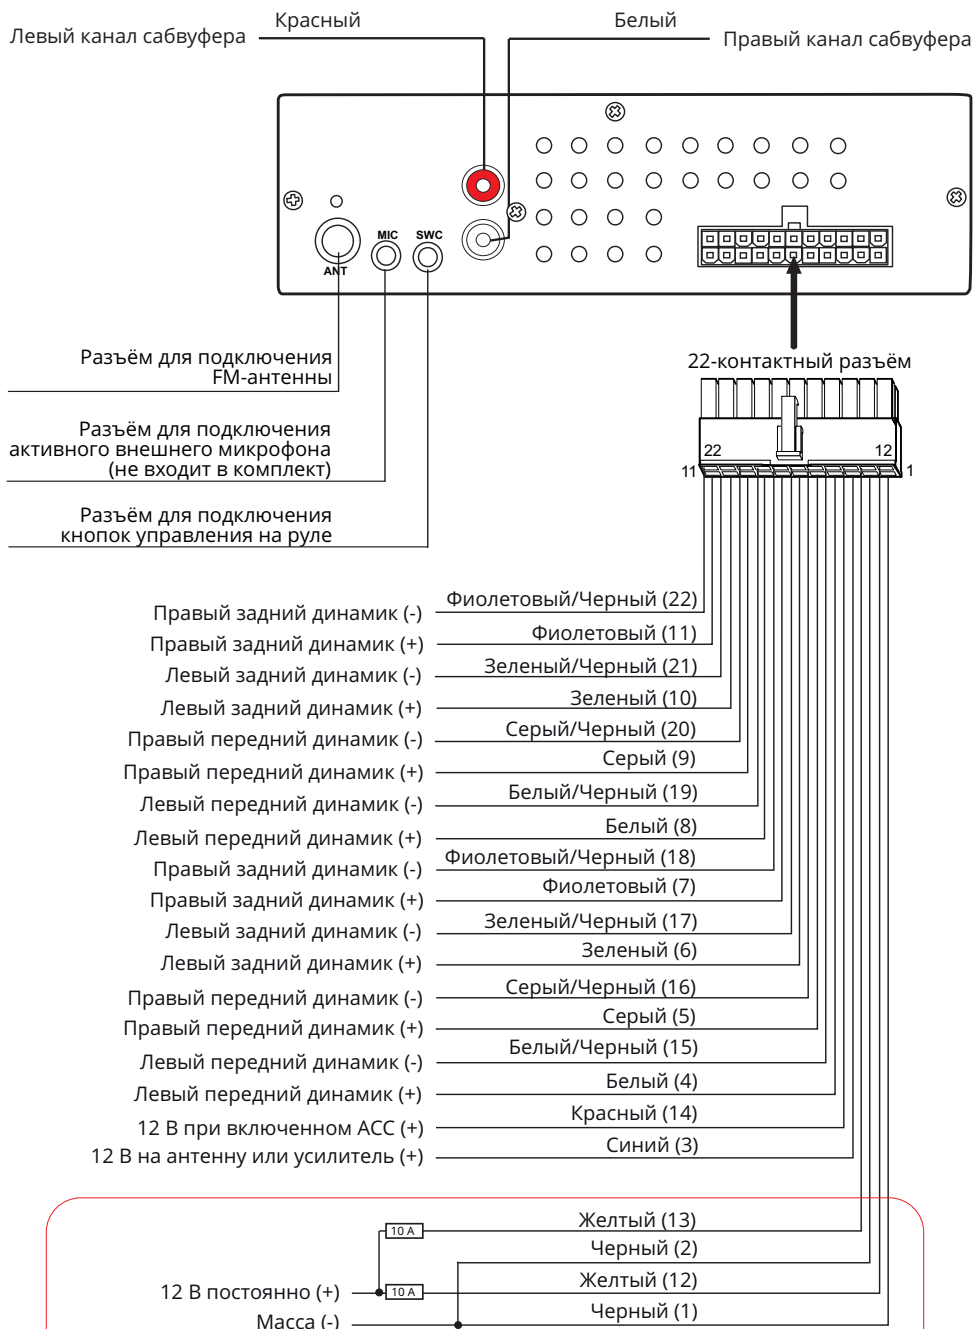 Красный
Белый
Левый канал сабвуфера
Правый канал сабвуфера
MIC
SWC
ANT
Разъём для подключения
FM-антенны
22-контактный разъём
Разъём для подключения
активного внешнего микрофона
(не входит в комплект)
22
12
11
1
Разъём для подключения
кнопок управления на руле
Правый задний динамик (-)
Фиолетовый/Черный (22)
Правый задний динамик (+)
Фиолетовый (11)
Левый задний динамик (-)
Зеленый/Черный (21)
Левый задний динамик (+)
Зеленый (10)
Правый передний динамик (-)
Серый/Черный (20)
Правый передний динамик (+)
Серый (9)
Левый передний динамик (-)
Белый/Черный (19)
Левый передний динамик (+)
Белый (8)
Правый задний динамик (-)
Фиолетовый/Черный (18)
Правый задний динамик (+)
Фиолетовый (7)
Левый задний динамик (-)
Зеленый/Черный (17)
Левый задний динамик (+)
Зеленый (6)
Правый передний динамик (-)
Серый/Черный (16)
Правый передний динамик (+)
Серый (5)
Левый передний динамик (-)
Белый/Черный (15)
Левый передний динамик (+)
Белый (4)
12 В при включенном ACC (+)
Красный (14)
12 В на антенну или усилитель (+)
Синий (3)
10 A
Желтый (13)
Черный (2)
12 В постоянно (+)
10 A
Желтый (12)
Масса (-)
Черный (1)